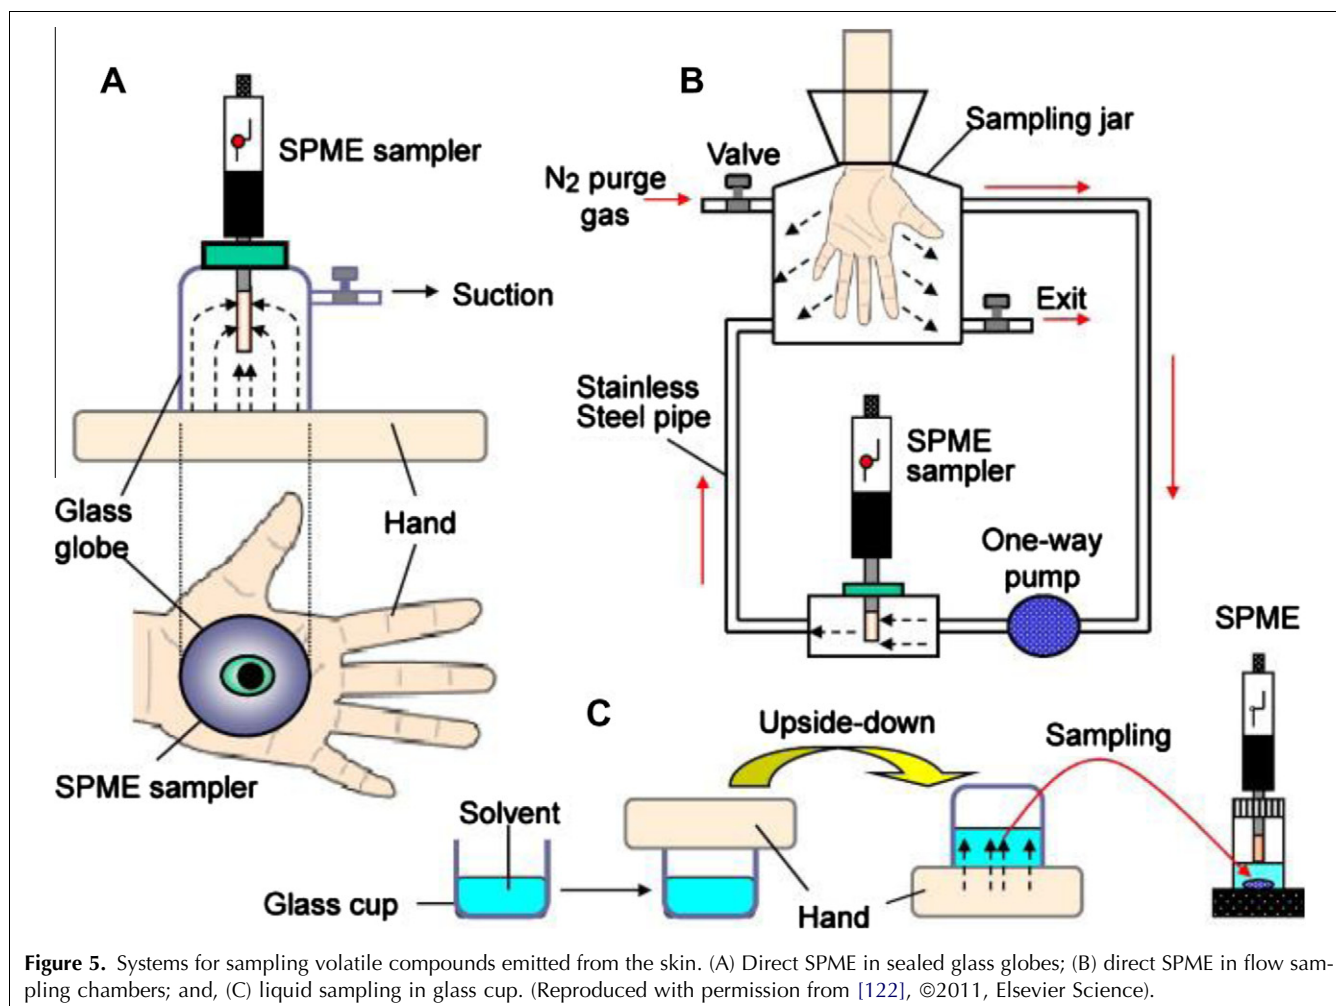 A
SPME sampler
Suction
Glass
globe
Hand
SPME sampler
B
Sampling jar
Valve
N2 purge
gas
Exit
Stainless
Steel pipe
SPME
sampler
One-way
pump
SPME
C
Upside-down
Sampling
Solvent
Glass cup
Hand
Figure 5. Systems for sampling volatile compounds emitted from the skin. (A) Direct SPME in sealed glass globes; (B) direct SPME in flow sam-
pling chambers; and, (C) liquid sampling in glass cup. (Reproduced with permission from [122], ©2011, Elsevier Science).